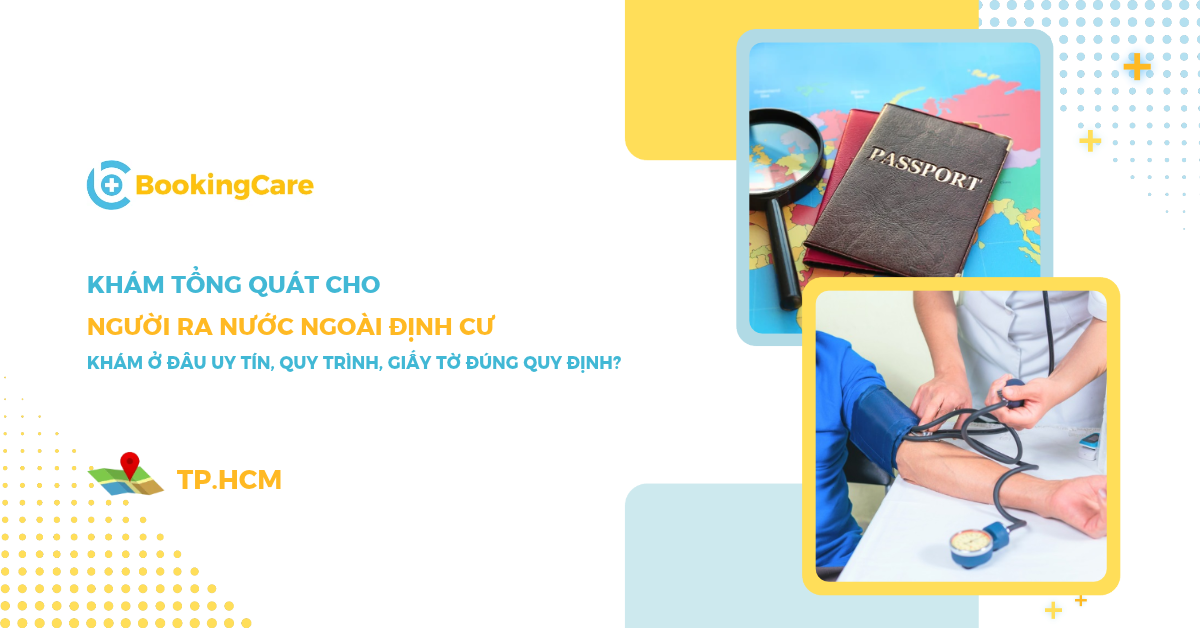 BookingCare
KHÁM TỔNG QUÁT CHO
NGƯỜI RA NƯỚC NGOÀI ĐỊNH CƯ
KHÁM Ở ĐÂU UY TÍN, QUY TRÌNH, GIẤY TỜ ĐÚNG QUY ĐỊNH?
TP.HCM
PASSPORT